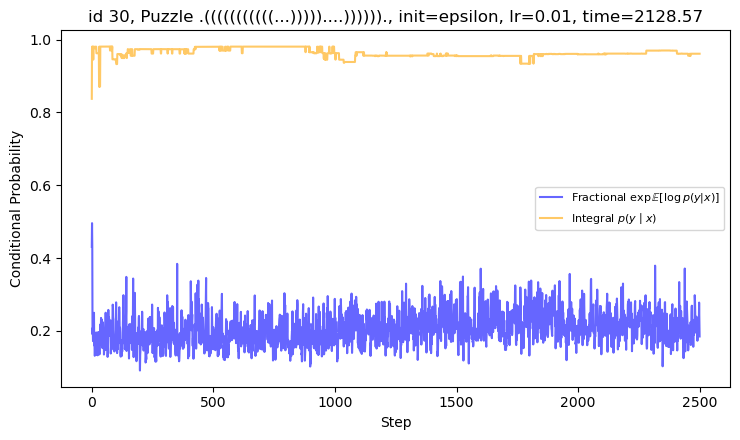 id 30, Puzzle .(((((((((((...)))))....))))))., init=epsilon, lr=0.01, time=2128.57
1.0
0.8
0.6
0.4
0.2
Conditional Probability
Fractional exp𝔼[log p(y|x)]
Integral p(y | x)
0
500
1000
1500
2000
2500
Step